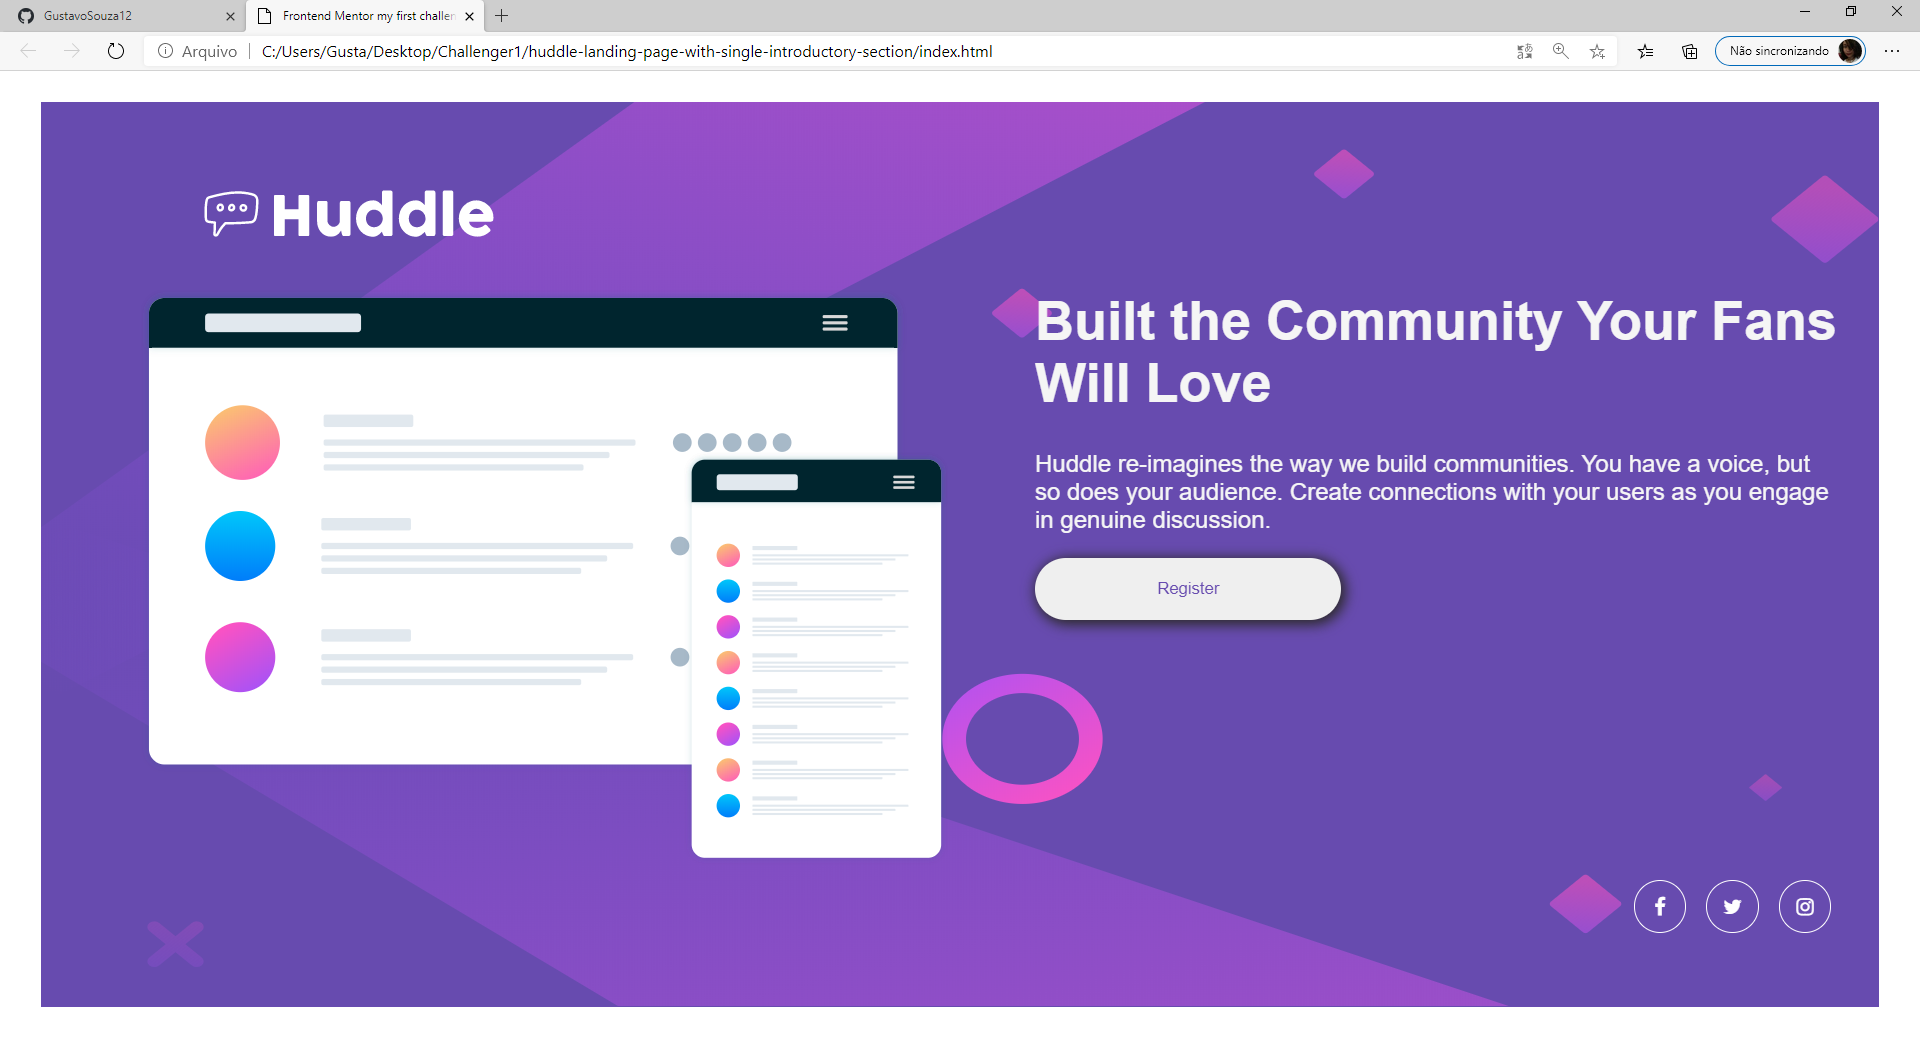 GustavoSouza12
Frontend Mentor my first challen
Arquivo
C:/Users/Gusta/Desktop/Challenger1/huddle-landing-page-with-single-introductory-section/index.html
Não sincronizando
Huddle
Built the Community Your Fans
Will Love
Huddle re-imagines the way we build communities. You have a voice, but
so does your audience. Create connections with your users as you engage
in genuine discussion.
Register